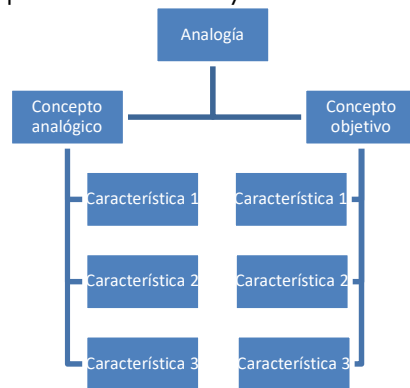 Analogía
Concepto
analógico
Concepto
objetivo
Característica 1
Característica 1
Característica 2
Característica 2
Característica 3
Característica 3